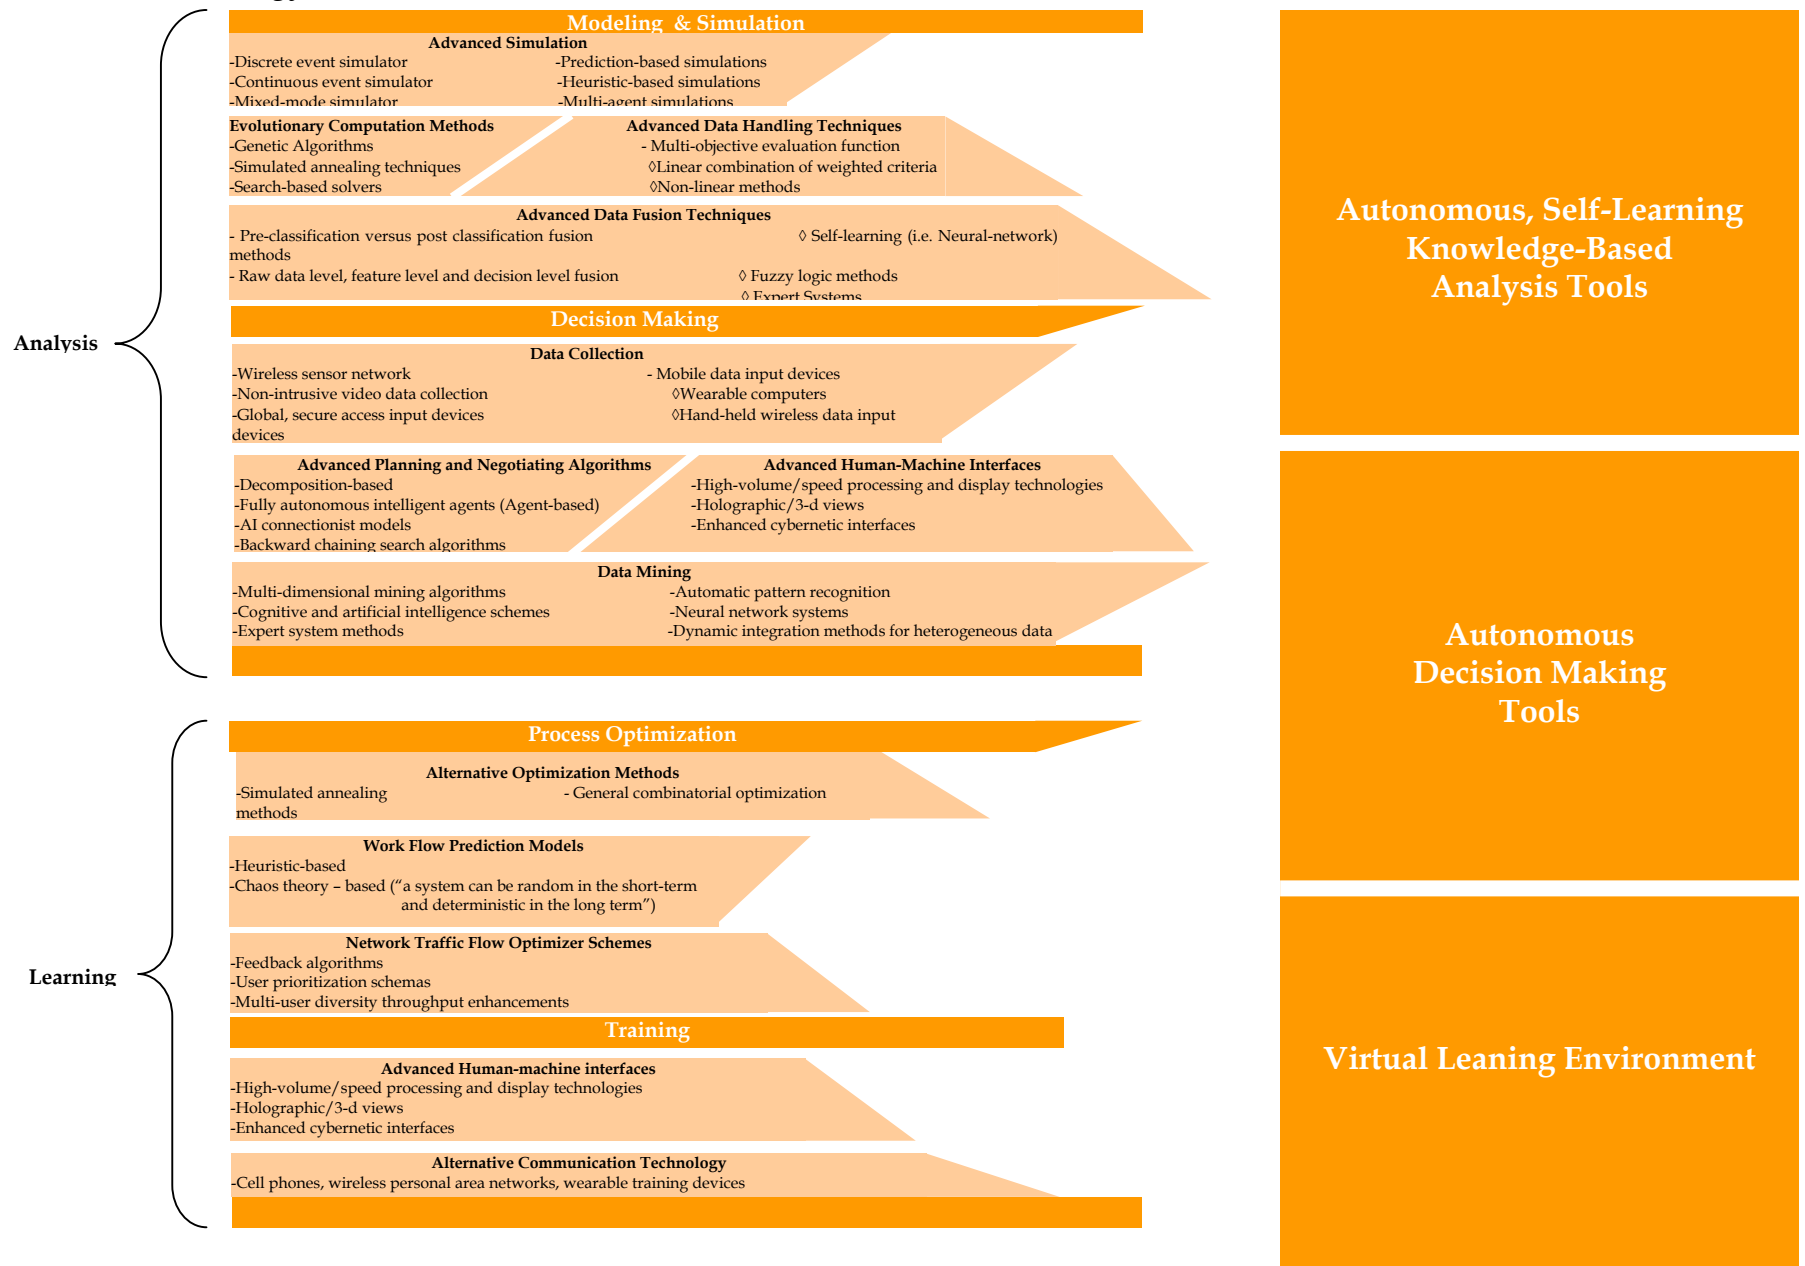 Modeling & Simulation
Advanced Simulation
-Discrete event simulator -Prediction-based simulations
-Continuous event simulator -Heuristic-based simulations
-Mixed-mode simulator -Multi-agent simulations
Evolutionary Computation Methods
-Genetic Algorithms
-Simulated annealing techniques
-Search-based solvers
Advanced Data Handling Techniques
- Multi-objective evaluation function
◊Linear combination of weighted criteria
◊Non-linear methods
Advanced Data Fusion Techniques
- Pre-classification versus post classification fusion ◊ Self-learning (i.e. Neural-network)
methods
- Raw data level, feature level and decision level fusion ◊ Fuzzy logic methods
◊ Expert Systems
Analysis
Decision Making
Data Collection
-Wireless sensor network - Mobile data input devices
-Non-intrusive video data collection ◊Wearable computers
-Global, secure access input devices ◊Hand-held wireless data input
devices
Advanced Planning and Negotiating Algorithms
-Decomposition-based
-Fully autonomous intelligent agents (Agent-based)
-AI connectionist models
-Backward chaining search algorithms
Advanced Human-Machine Interfaces
-High-volume/speed processing and display technologies
-Holographic/3-d views
-Enhanced cybernetic interfaces
Data Mining
-Multi-dimensional mining algorithms -Automatic pattern recognition
-Cognitive and artificial intelligence schemes -Neural network systems
-Expert system methods -Dynamic integration methods for heterogeneous data
Learning
Process Optimization
Alternative Optimization Methods
-Simulated annealing - General combinatorial optimization
methods
Work Flow Prediction Models
-Heuristic-based
-Chaos theory – based (“a system can be random in the short-term
and deterministic in the long term”)
Network Traffic Flow Optimizer Schemes
-Feedback algorithms
-User prioritization schemas
-Multi-user diversity throughput enhancements
Training
Advanced Human-machine interfaces
-High-volume/speed processing and display technologies
-Holographic/3-d views
-Enhanced cybernetic interfaces
Alternative Communication Technology
-Cell phones, wireless personal area networks, wearable training devices
Autonomous, Self-Learning
Knowledge-Based
Analysis Tools
Autonomous
Decision Making
Tools
Virtual Leaning Environment